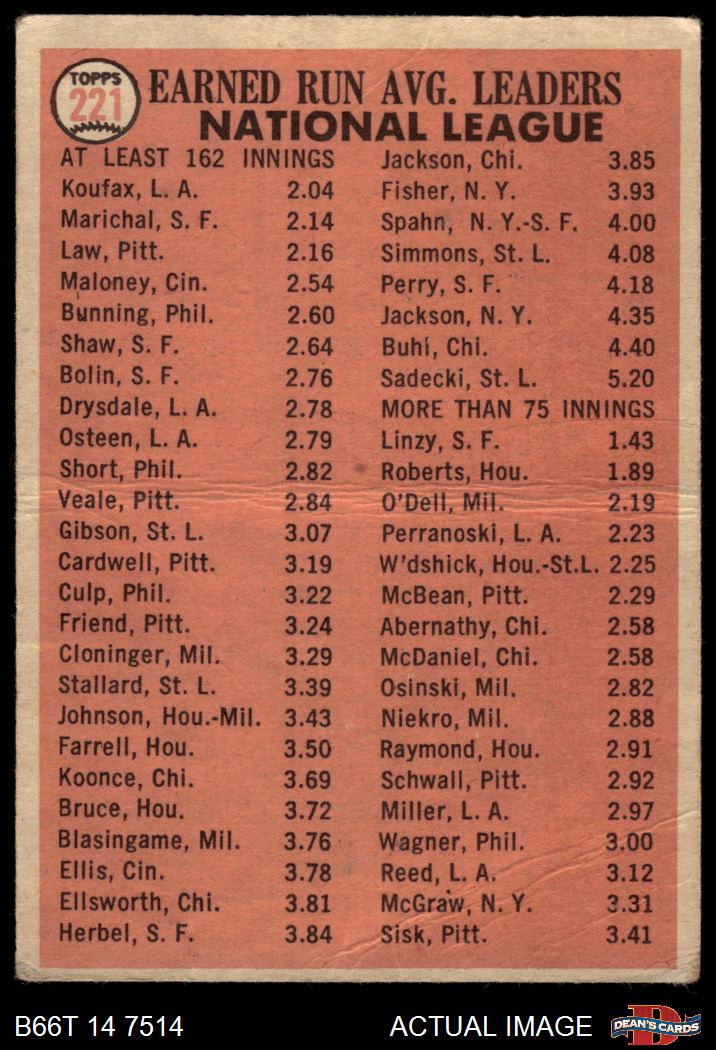 TOPPS
221
EARNED RUN AVG. LEADERS
NATIONAL LEAGUE
AT LEAST 162 INNINGS
Koufax, L. A. 2.04
Marichal, S. F. 2.14
Law, Pitt. 2.16
Maloney, Cin. 2.54
Bunning, Phil. 2.60
Shaw, S. F. 2.64
Bolin, S. F. 2.76
Drysdale, L. A. 2.78
Osteen, L. A. 2.79
Short, Phil. 2.82
Veale, Pitt. 2.84
Gibson, St. L. 3.07
Cardwell, Pitt. 3.19
Culp, Phil. 3.22
Friend, Pitt. 3.24
Cloninger, Mil. 3.29
Stallard, St. L. 3.39
Johnson, Hou.-Mil. 3.43
Farrell, Hou. 3.50
Koonce, Chi. 3.69
Bruce, Hou. 3.72
Blasingame, Mil. 3.76
Ellis, Cin. 3.78
Ellsworth, Chi. 3.81
Herbel, S. F. 3.84
Jackson, Chi. 3.85
Fisher, N. Y. 3.93
Spahn, N. Y.-S. F. 4.00
Simmons, St. L. 4.08
Perry, S. F. 4.18
Jackson, N. Y. 4.35
Buhl, Chi. 4.40
Sadecki, St. L. 5.20
MORE THAN 75 INNINGS
Linzy, S. F. 1.43
Roberts, Hou. 1.89
O'Dell, Mil. 2.19
Perranoski, L. A. 2.23
W'dshick, Hou.-St.L. 2.25
McBean, Pitt. 2.29
Abernathy, Chi. 2.58
McDaniel, Chi. 2.58
Osinski, Mil. 2.82
Niekro, Mil. 2.88
Raymond, Hou. 2.91
Schwall, Pitt. 2.92
Miller, L. A. 2.97
Wagner, Phil. 3.00
Reed, L. A. 3.12
McGraw, N. Y. 3.31
Sisk, Pitt. 3.41
B66T 14 7514
ACTUAL IMAGE
D
DEAN'S CARDS